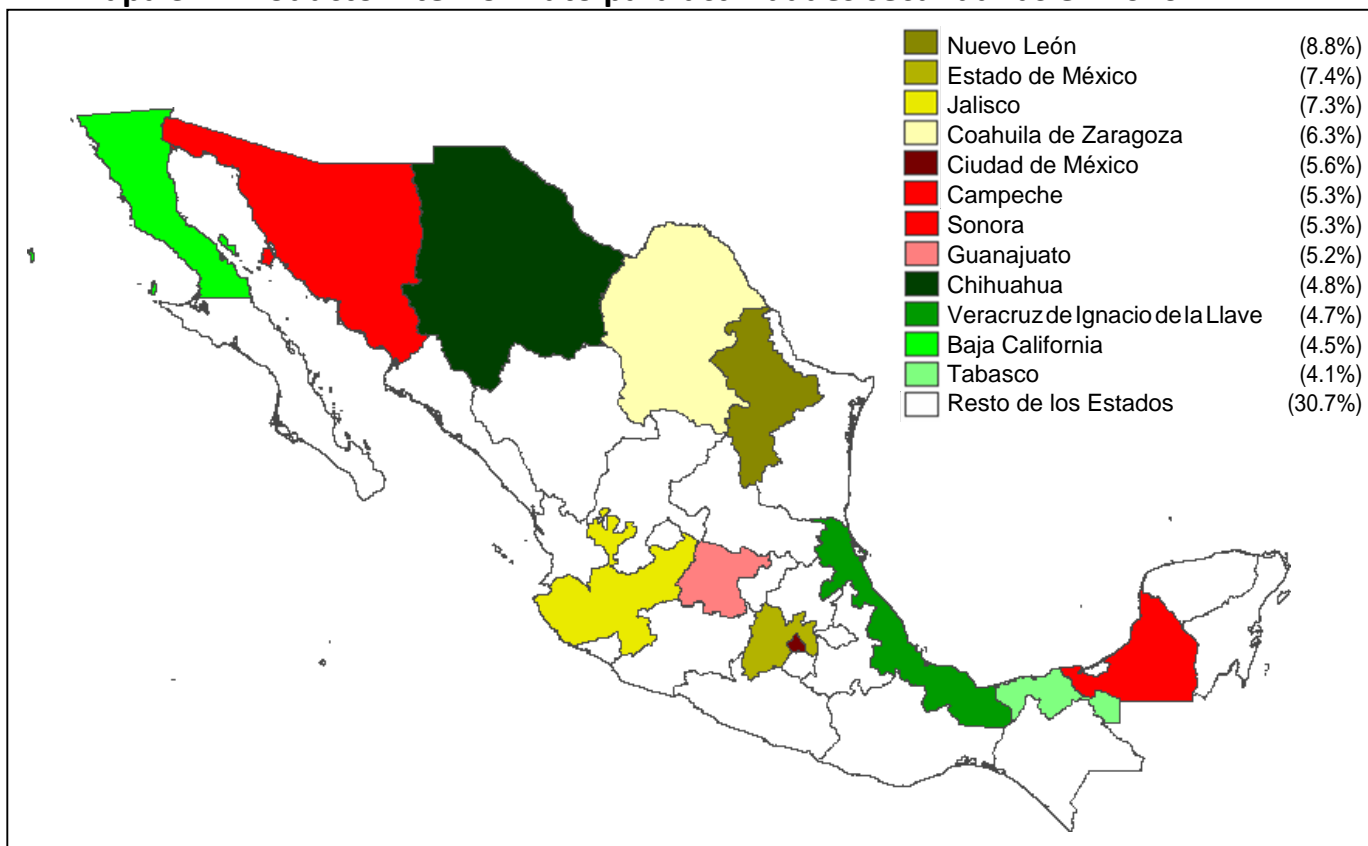 Nuevo León (8.8%)
Estado de México (7.4%)
Jalisco (7.3%)
Coahuila de Zaragoza (6.3%)
Ciudad de México (5.6%)
Campeche (5.3%)
Sonora (5.3%)
Guanajuato (5.2%)
Chihuahua (4.8%)
Veracruz de Ignacio de la Llave (4.7%)
Baja California (4.5%)
Tabasco (4.1%)
Resto de los Estados (30.7%)